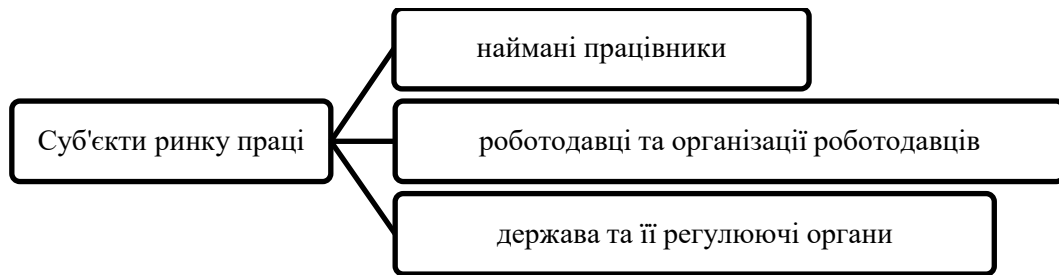 наймані працівники
Суб'єкти ринку праці
роботодавці та організації роботодавців
держава та її регулюючі органи